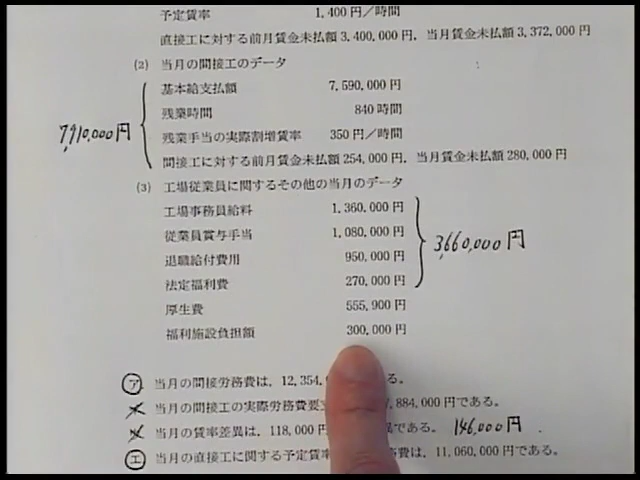 予定賃率 1,400円/時間
直接工に対する前月賃金未払額 3,400,000円，当月賃金未払額 3,372,000円
(2) 当月の間接工のデータ
基本給支払額 7,590,000円
残業時間 840時間
残業手当の実際割増賃率 350円/時間
7,910,000円
間接工に対する前月賃金未払額 254,000円，当月賃金未払額 280,000円
(3) 工場従業員に関するその他の当月のデータ
工場事務員給料 1,360,000円
従業員賞与手当 1,080,000円
退職給付費用 950,000円
3,660,000円
法定福利費 270,000円
厚生費 555,900円
福利施設負担額 300,000円
ア 当月の間接労務費は，12,354, る。
当月の間接工の実際労務費要 ,884,000円である。
当月の賃率差異は，118,000円 である。 146,000円
エ 当月の直接工に関する予定賃率 費は，11,060,000円である。